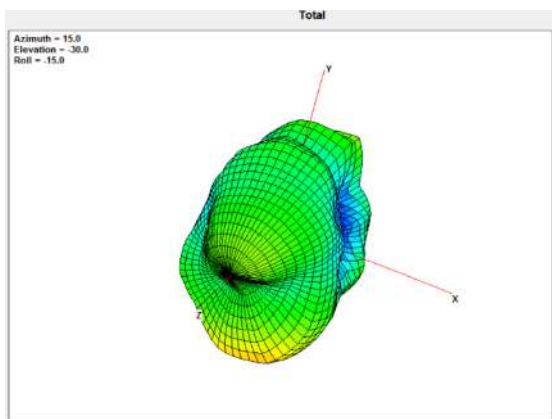 Total
Azimuth = 15.0
Elevation = -30.0
Roll = -15.0
Y
X
Z